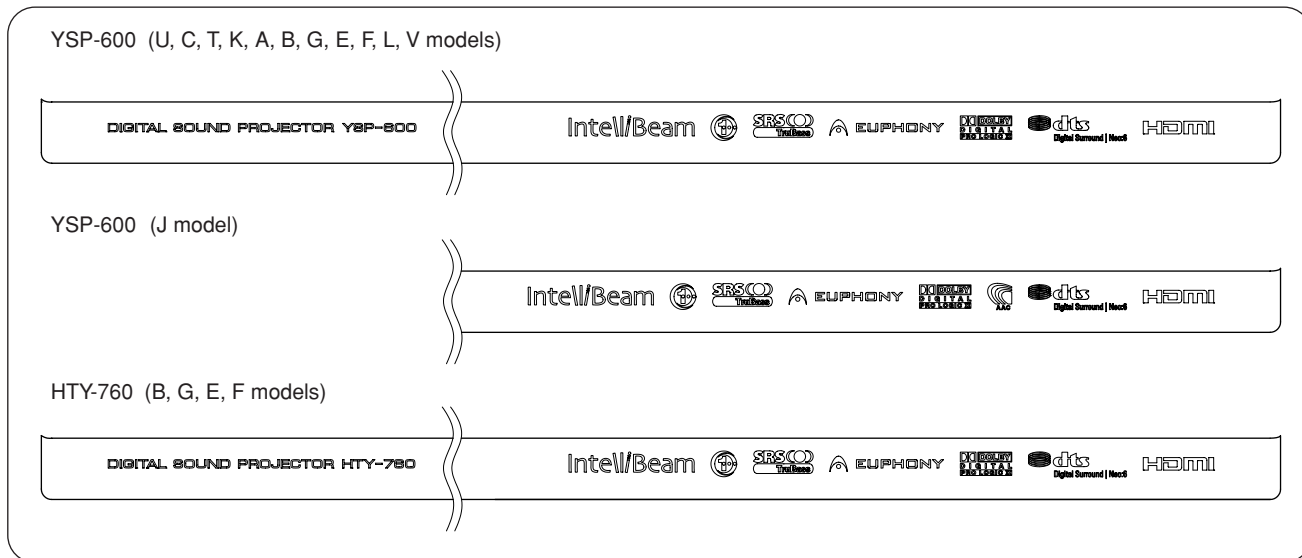 YSP-600 (U, C, T, K, A, B, G, E, F, L, V models)
DIGITAL SOUND PROJECTOR YSP-600 IntelliBeam 1 SRS TruBass EUPHONY DOLBY DIGITAL PRO LOGIC II dts Digital Surround | Neo:6 HDMI
YSP-600 (J model)
IntelliBeam 1 SRS TruBass EUPHONY DOLBY DIGITAL PRO LOGIC II AAC dts Digital Surround | Neo:6 HDMI
HTY-760 (B, G, E, F models)
DIGITAL SOUND PROJECTOR HTY-760 IntelliBeam 1 SRS TruBass EUPHONY DOLBY DIGITAL PRO LOGIC II dts Digital Surround | Neo:6 HDMI